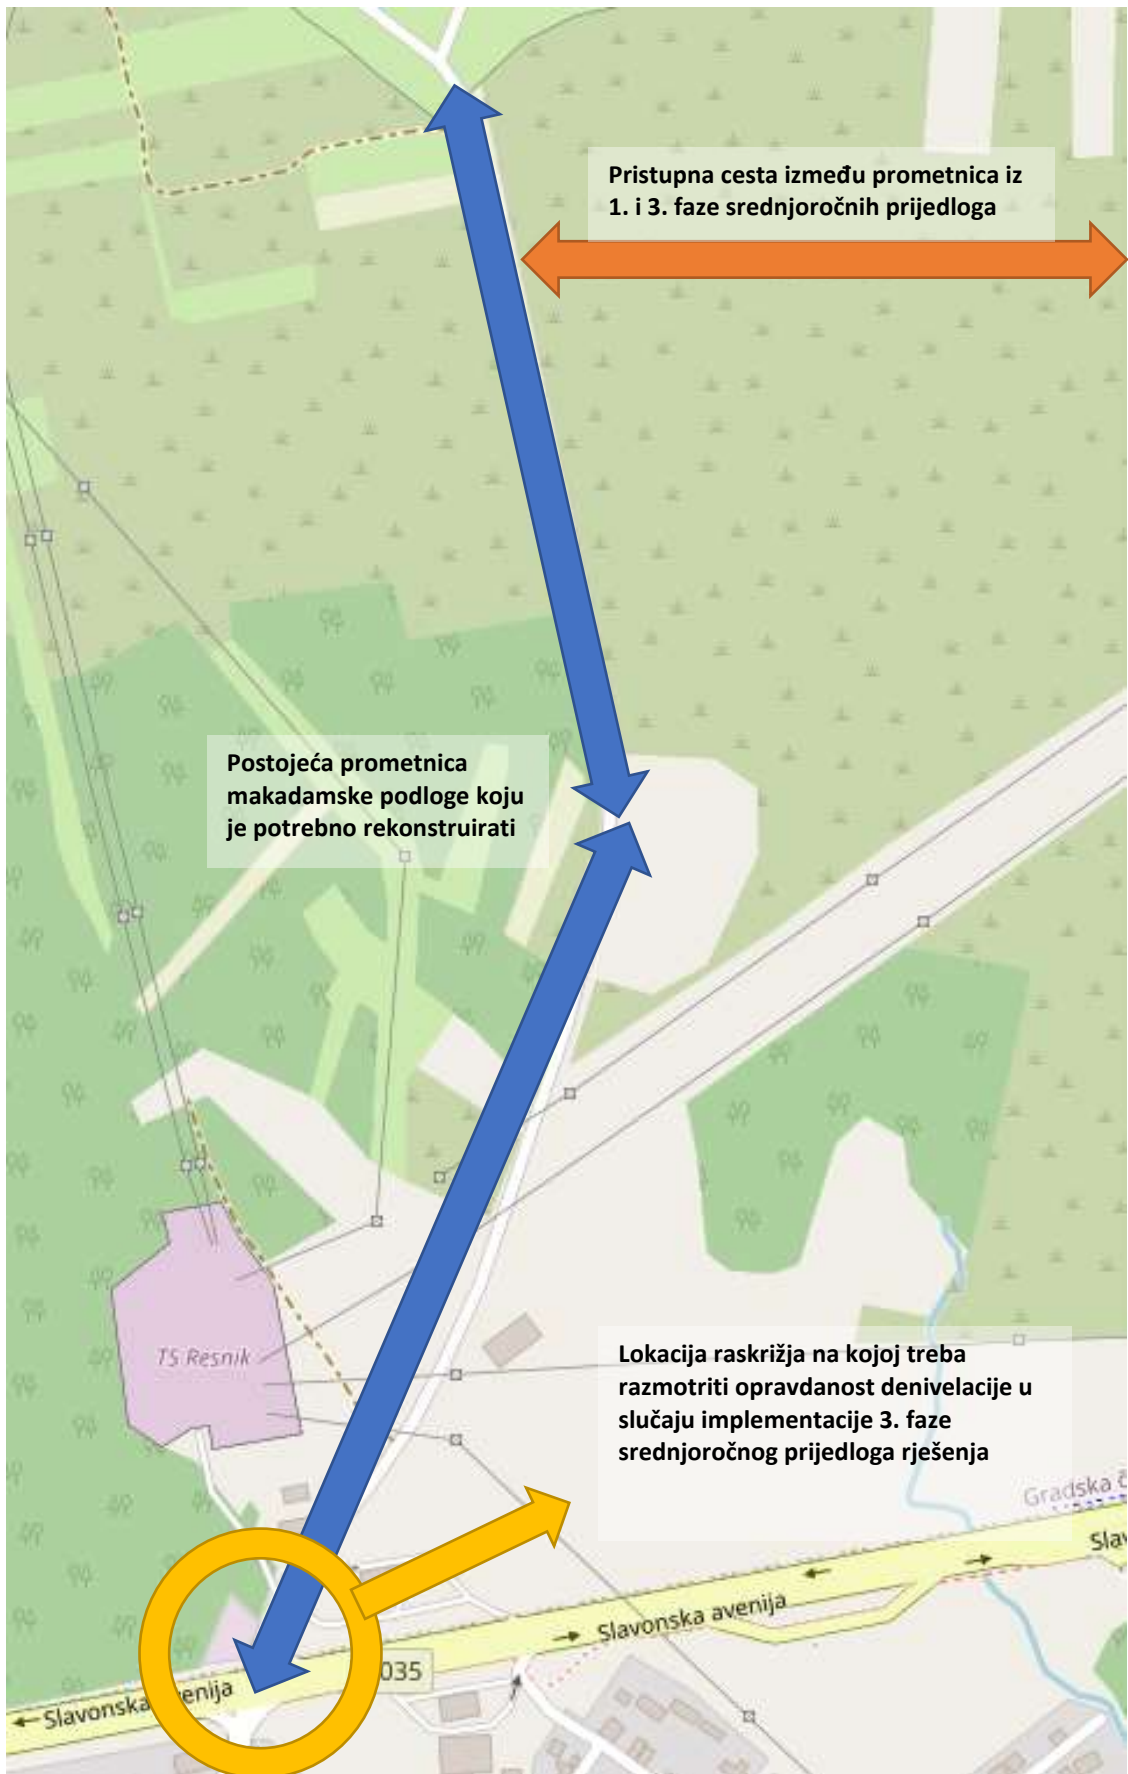 Pristupna cesta između prometnica iz
1. i 3. faze srednjoročnih prijedloga
Postojeća prometnica
makadamske podloge koju
je potrebno rekonstruirati
TS Resnik
Lokacija raskrižja na kojoj treba
razmotriti opravdanost denivelacije u
slučaju implementacije 3. faze
srednjoročnog prijedloga rješenja
Gradska č
Slav
Slavonska avenija
035
Slavonska avenija